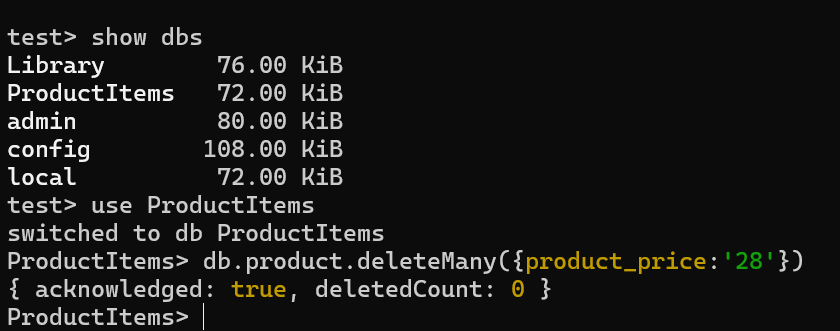 test> show dbs
Library        76.00 KiB
ProductItems   72.00 KiB
admin          80.00 KiB
config        108.00 KiB
local          72.00 KiB
test> use ProductItems
switched to db ProductItems
ProductItems> db.product.deleteMany({product_price:'28'})
{ acknowledged: true, deletedCount: 0 }
ProductItems>